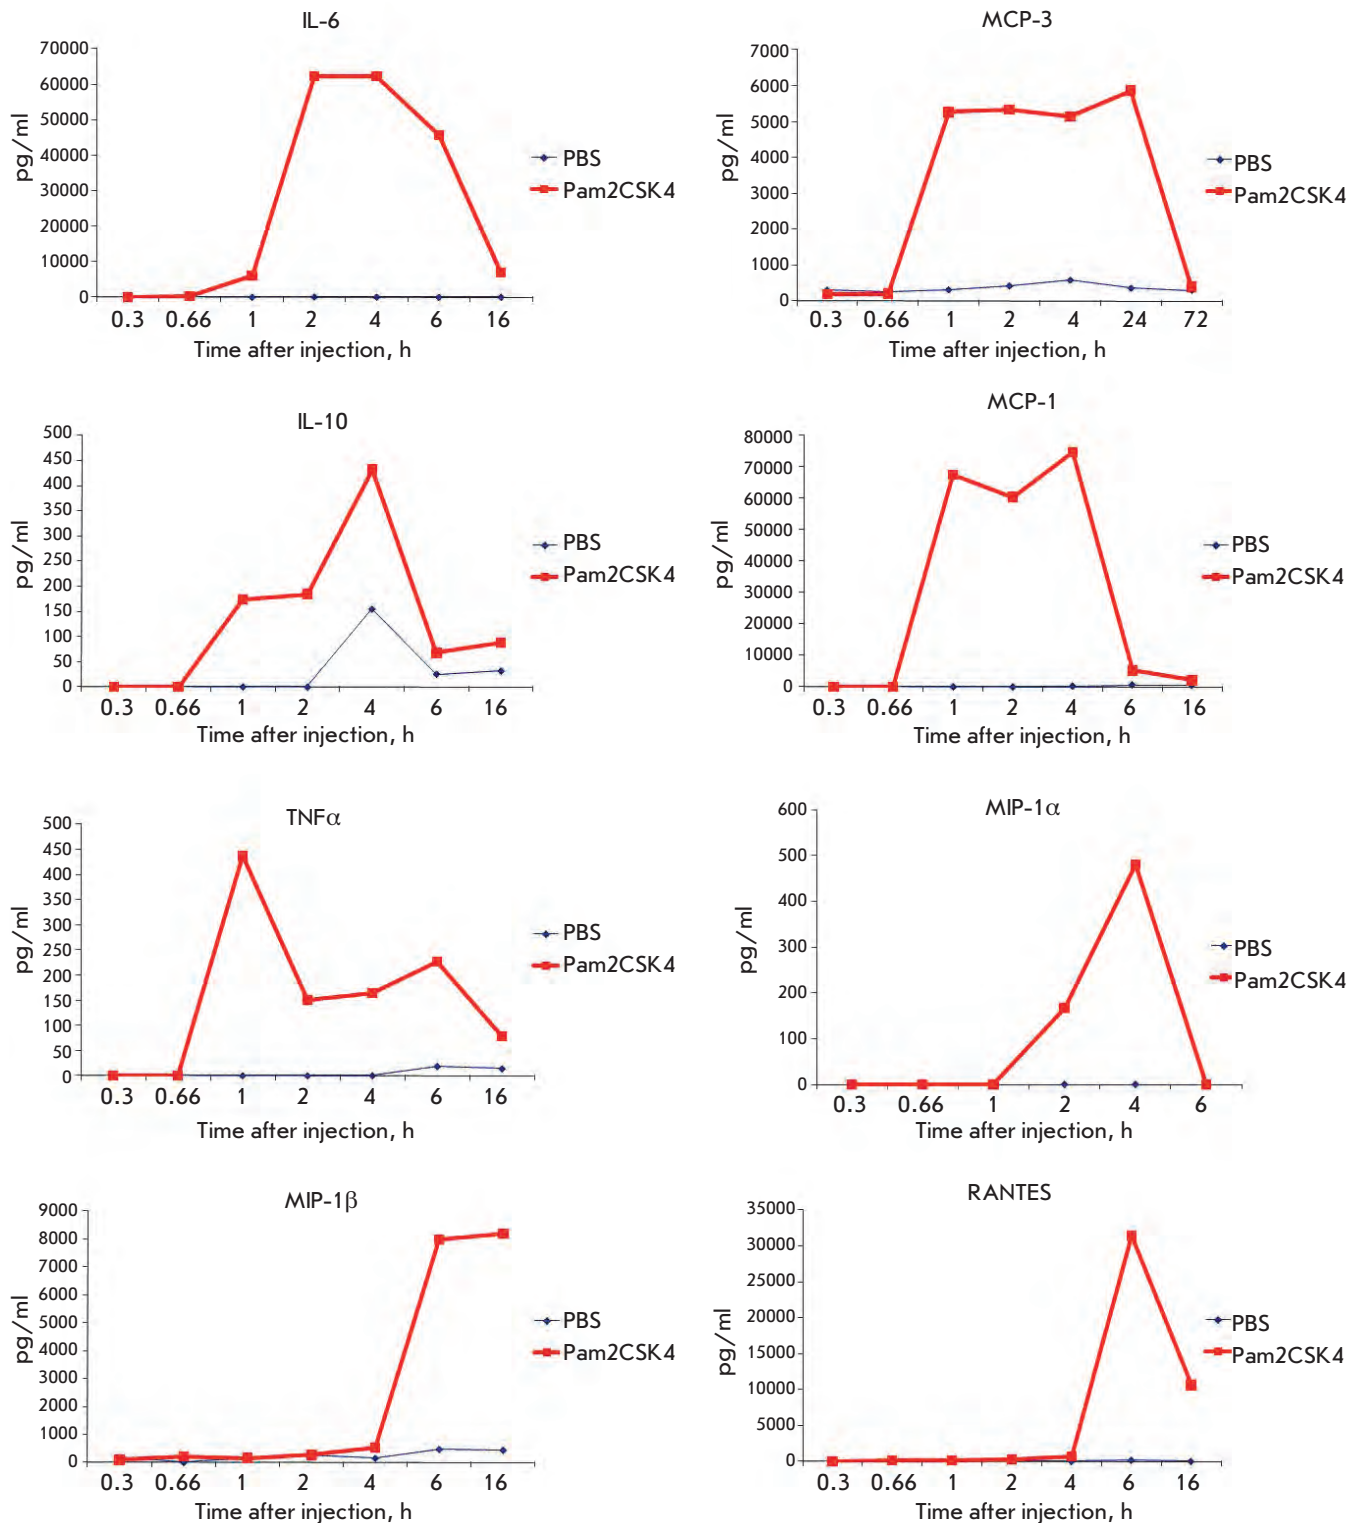 IL-6
70000
60000
50000
40000
30000
20000
10000
0
pg/ml
0.3 0.66 1 2 4 6 16
Time after injection, h
PBS
Pam2CSK4
MCP-3
7000
6000
5000
4000
3000
2000
1000
0
pg/ml
0.3 0.66 1 2 4 24 72
Time after injection, h
PBS
Pam2CSK4
IL-10
500
450
400
350
300
250
200
150
100
50
0
pg/ml
0.3 0.66 1 2 4 6 16
Time after injection, h
PBS
Pam2CSK4
MCP-1
80000
70000
60000
50000
40000
30000
20000
10000
0
pg/ml
0.3 0.66 1 2 4 6 16
Time after injection, h
PBS
Pam2CSK4
TNFα
500
450
400
350
300
250
200
150
100
50
0
pg/ml
0.3 0.66 1 2 4 6 16
Time after injection, h
PBS
Pam2CSK4
MIP-1α
600
500
400
300
200
100
0
pg/ml
0.3 0.66 1 2 4 6
Time after injection, h
PBS
Pam2CSK4
MIP-1β
9000
8000
7000
6000
5000
4000
3000
2000
1000
0
pg/ml
0.3 0.66 1 2 4 6 16
Time after injection, h
PBS
Pam2CSK4
RANTES
35000
30000
25000
20000
15000
10000
5000
0
pg/ml
0.3 0.66 1 2 4 6 16
Time after injection, h
PBS
Pam2CSK4